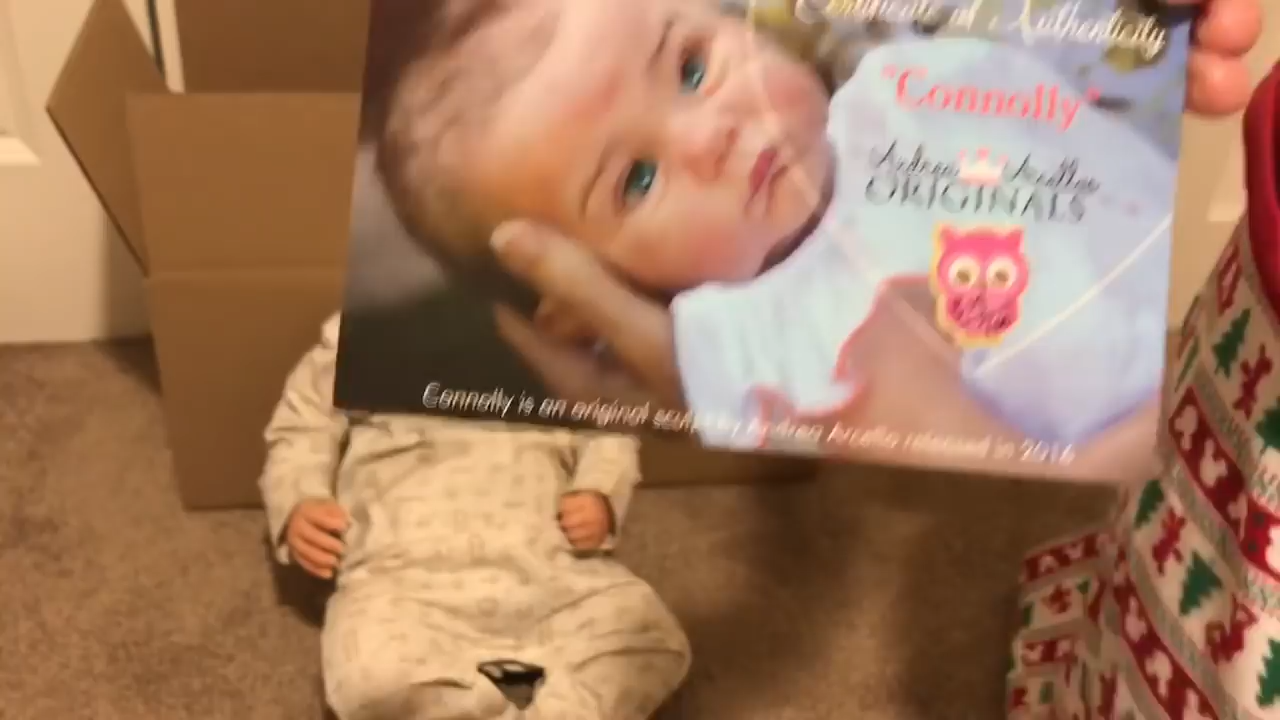 Certificate of Authenticity
"Connolly"
Andrea Arcello
ORIGINALS
Connolly is an original sculpt by Andrea Arcello released in 2016